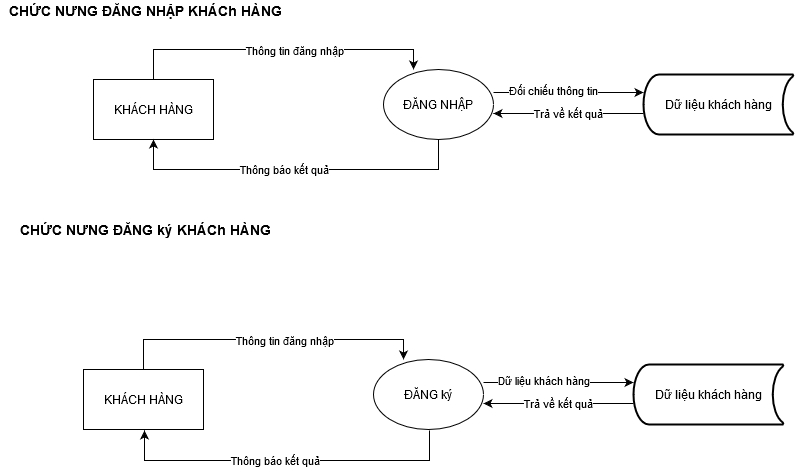 CHỨC NƯNG ĐĂNG NHẬP KHÁCh HÀNG
Thông tin đăng nhập
KHÁCH HÀNG
ĐĂNG NHẬP
Đối chiếu thông tin
Trả về kết quả
Dữ liệu khách hàng
Thông báo kết quả
CHỨC NƯNG ĐĂNG ký KHÁCh HÀNG
Thông tin đăng nhập
KHÁCH HÀNG
ĐĂNG ký
Dữ liệu khách hàng
Trả về kết quả
Dữ liệu khách hàng
Thông báo kết quả